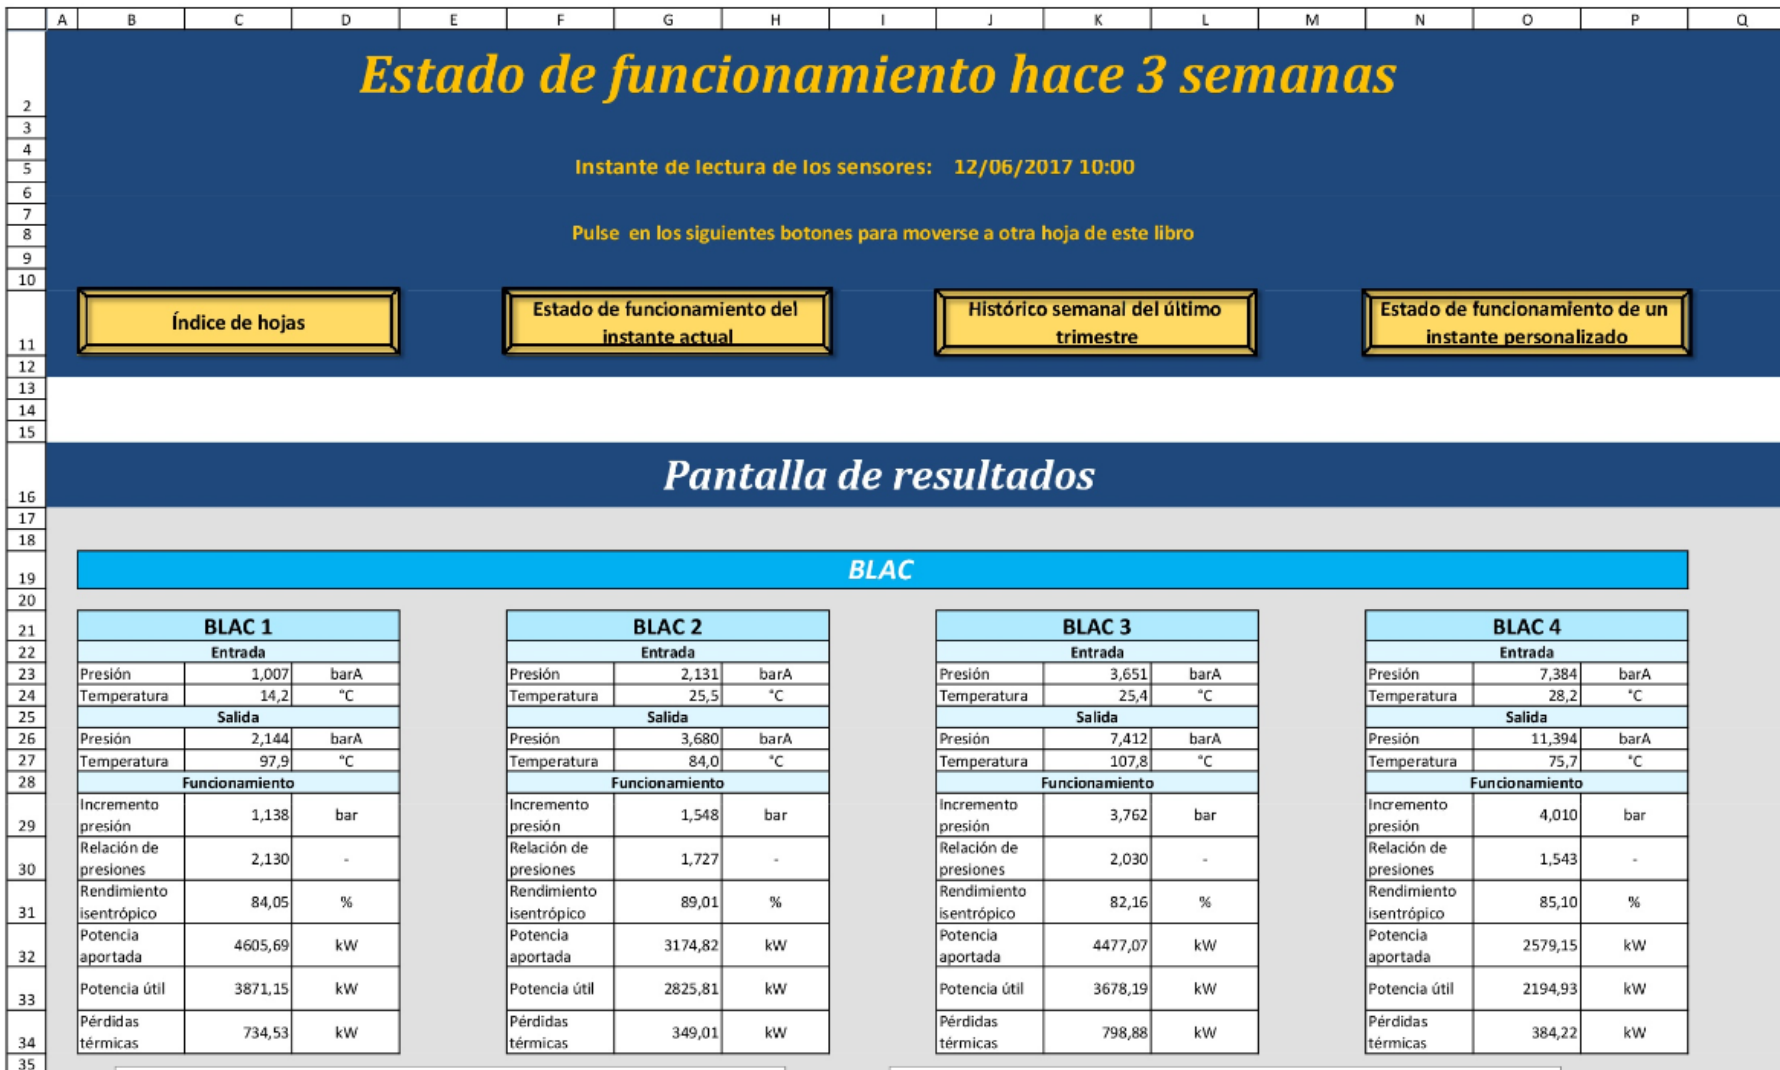 A B C D E F G H I J K L M N O P Q
2 Estado de funcionamiento hace 3 semanas
3
4
5 Instante de lectura de los sensores: 12/06/2017 10:00
6
7
8 Pulse en los siguientes botones para moverse a otra hoja de este libro
9
10
Índice de hojas
Estado de funcionamiento del
instante actual
Histórico semanal del último
trimestre
Estado de funcionamiento de un
instante personalizado
11
12
13
14
15
16 Pantalla de resultados
17
18
19 BLAC
20
21 BLAC 1 BLAC 2 BLAC 3 BLAC 4
22 Entrada Entrada Entrada Entrada
23 Presión 1,007 barA Presión 2,131 barA Presión 3,651 barA Presión 7,384 barA
24 Temperatura 14,2 °C Temperatura 25,5 °C Temperatura 25,4 °C Temperatura 28,2 °C
25 Salida Salida Salida Salida
26 Presión 2,144 barA Presión 3,680 barA Presión 7,412 barA Presión 11,394 barA
27 Temperatura 97,9 °C Temperatura 84,0 °C Temperatura 107,8 °C Temperatura 75,7 °C
28 Funcionamiento Funcionamiento Funcionamiento Funcionamiento
29 Incremento presión 1,138 bar Incremento presión 1,548 bar Incremento presión 3,762 bar Incremento presión 4,010 bar
30 Relación de presiones 2,130 - Relación de presiones 1,727 - Relación de presiones 2,030 - Relación de presiones 1,543 -
31 Rendimiento isentrópico 84,05 % Rendimiento isentrópico 89,01 % Rendimiento isentrópico 82,16 % Rendimiento isentrópico 85,10 %
32 Potencia aportada 4605,69 kW Potencia aportada 3174,82 kW Potencia aportada 4477,07 kW Potencia aportada 2579,15 kW
33 Potencia útil 3871,15 kW Potencia útil 2825,81 kW Potencia útil 3678,19 kW Potencia útil 2194,93 kW
34 Pérdidas térmicas 734,53 kW Pérdidas térmicas 349,01 kW Pérdidas térmicas 798,88 kW Pérdidas térmicas 384,22 kW
35